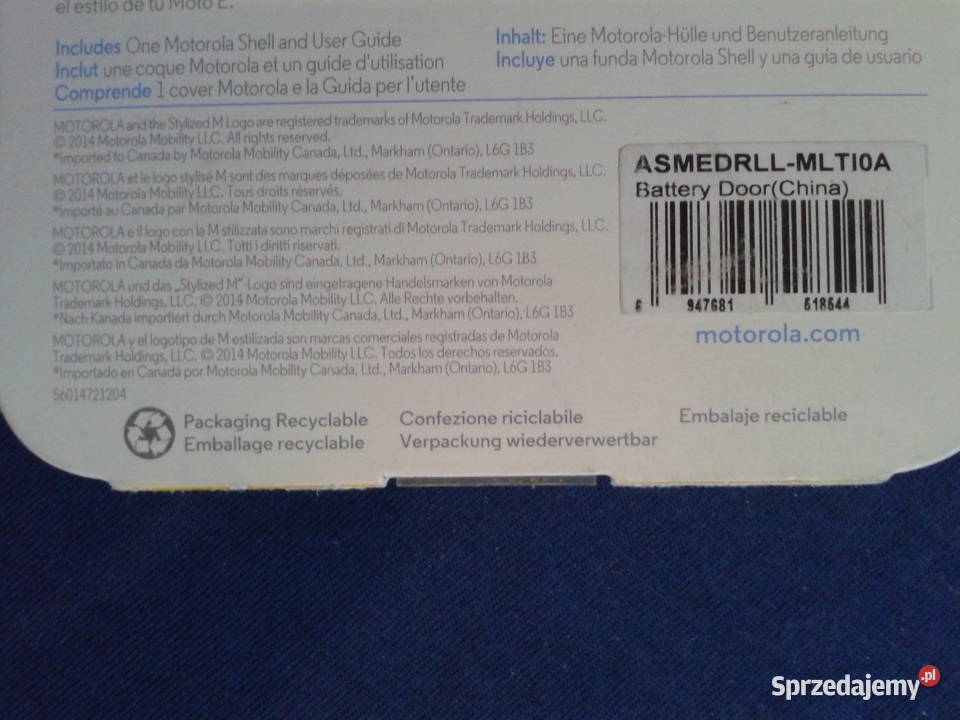 el estilo de tu Moto E.
Includes One Motorola Shell and User Guide
Inclut une coque Motorola et un guide d'utilisation
Comprende 1 cover Motorola e la Guida per l'utente
Inhalt: Eine Motorola-Hülle und Benutzeranleitung
Incluye una funda Motorola Shell y una guía de usuario
MOTOROLA and the Stylized M Logo are registered trademarks of Motorola Trademark Holdings, LLC.
© 2014 Motorola Mobility LLC. All rights reserved.
*Imported to Canada by Motorola Mobility Canada, Ltd., Markham (Ontario), L6G 1B3
MOTOROLA et le logo stylisé M sont des marques déposées de Motorola Trademark Holdings, LLC.
© 2014 Motorola Mobility LLC. Tous droits réservés.
*Importé au Canada par Motorola Mobility Canada, Ltd., Markham (Ontario), L6G 1B3
MOTOROLA e il logo con la M stilizzata sono marchi registrati di Motorola Trademark Holdings, LLC.
© 2014 Motorola Mobility LLC. Tutti i diritti riservati.
*Importato in Canada da Motorola Mobility Canada, Ltd., Markham (Ontario), L6G 1B3
MOTOROLA und das „Stylized M"-Logo sind eingetragene Handelsmarken von Motorola
Trademark Holdings, LLC. © 2014 Motorola Mobility LLC. Alle Rechte vorbehalten.
*Nach Kanada importiert durch Motorola Mobility Canada, Ltd., Markham (Ontario), L6G 1B3
MOTOROLA y el logotipo de M estilizada son marcas comerciales registradas de Motorola
Trademark Holdings, LLC. © 2014 Motorola Mobility LLC. Todos los derechos reservados.
*Importado en Canadá por Motorola Mobility Canada, Ltd., Markham (Ontario), L6G 1B3
56014721204
ASMEDRLL-MLTI0A
Battery Door(China)
6 947681 518544
motorola.com
Packaging Recyclable
Emballage recyclable
Confezione riciclabile
Verpackung wiederverwertbar
Embalaje reciclable
Sprzedajemy.pl